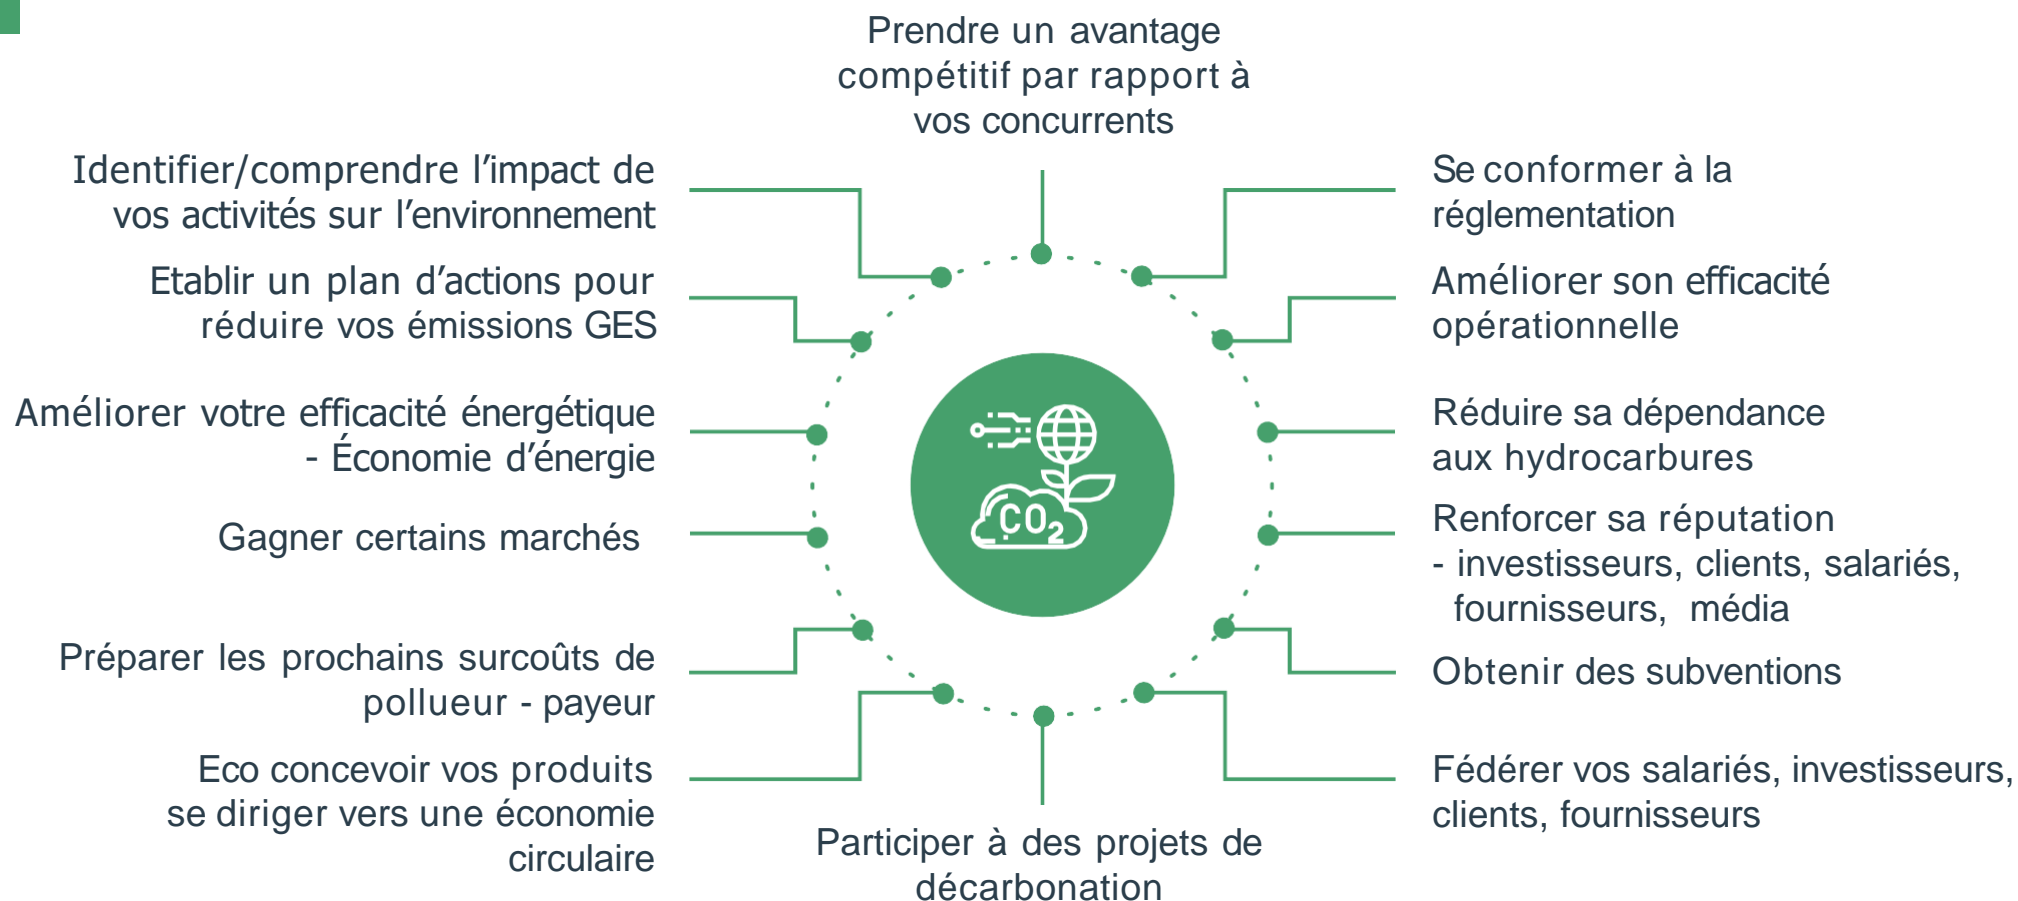 Prendre un avantage
compétitif par rapport à
vos concurrents
Identifier/comprendre l’impact de
vos activités sur l’environnement
Etablir un plan d’actions pour
réduire vos émissions GES
Améliorer votre efficacité énergétique
- Économie d’énergie
Gagner certains marchés
Préparer les prochains surcoûts de
pollueur - payeur
Eco concevoir vos produits
se diriger vers une économie
circulaire
CO₂
Participer à des projets de
décarbonation
Se conformer à la
réglementation
Améliorer son efficacité
opérationnelle
Réduire sa dépendance
aux hydrocarbures
Renforcer sa réputation
- investisseurs, clients, salariés,
fournisseurs, média
Obtenir des subventions
Fédérer vos salariés, investisseurs,
clients, fournisseurs